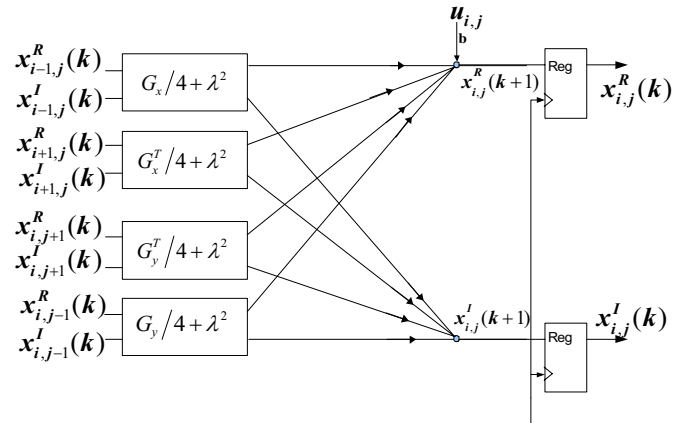 u_{i,j}
b
x^R_{i-1,j}(k)
x^I_{i-1,j}(k)
G_x/4+λ^2
x^R_{i+1,j}(k)
x^I_{i+1,j}(k)
G_x^T/4+λ^2
x^R_{i,j+1}(k)
x^I_{i,j+1}(k)
G_y^T/4+λ^2
x^R_{i,j-1}(k)
x^I_{i,j-1}(k)
G_y/4+λ^2
x^R_{i,j}(k+1)
Reg
x^R_{i,j}(k)
x^I_{i,j}(k+1)
Reg
x^I_{i,j}(k)